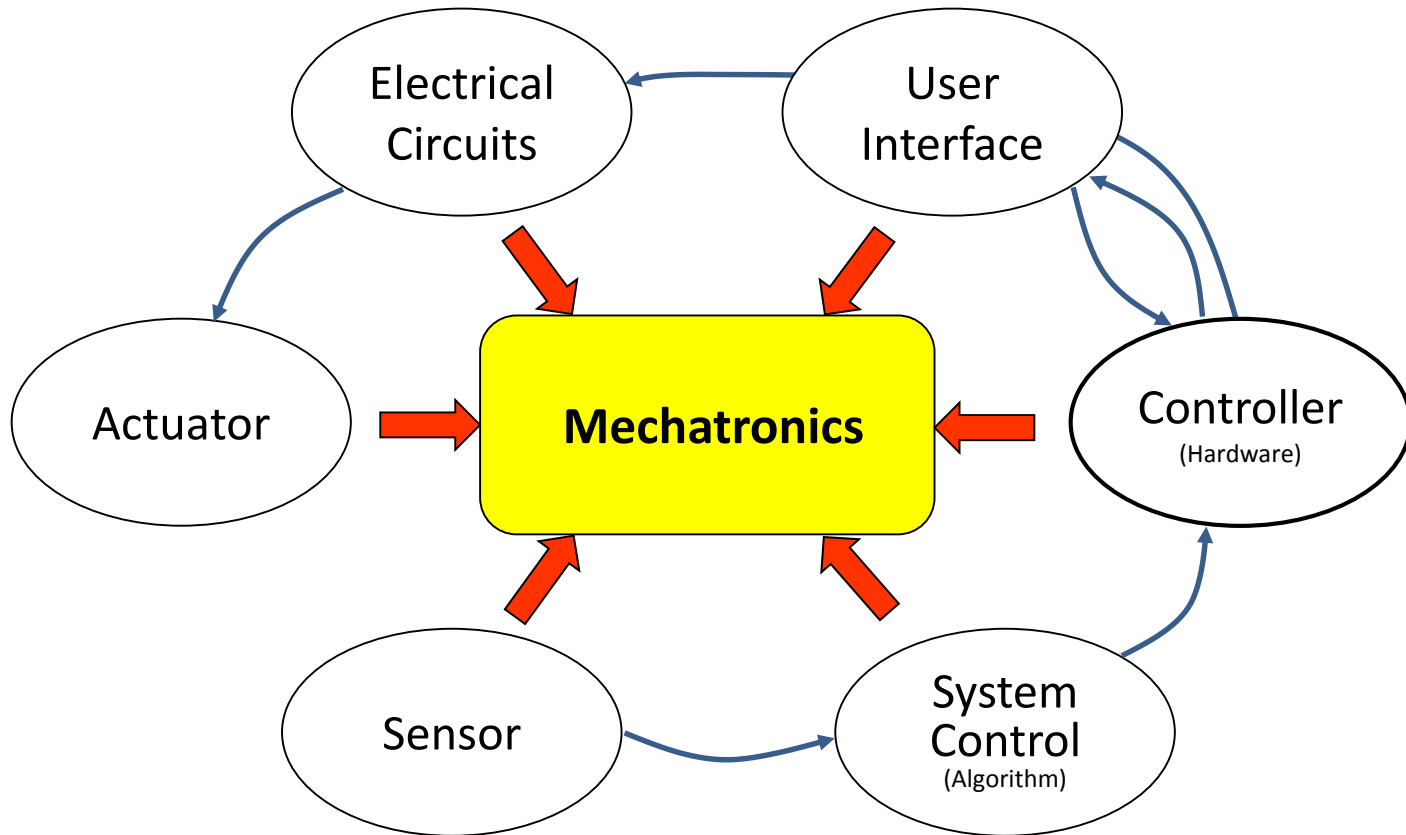 Electrical
Circuits
User
Interface
Actuator
Mechatronics
Controller
(Hardware)
Sensor
System
Control
(Algorithm)